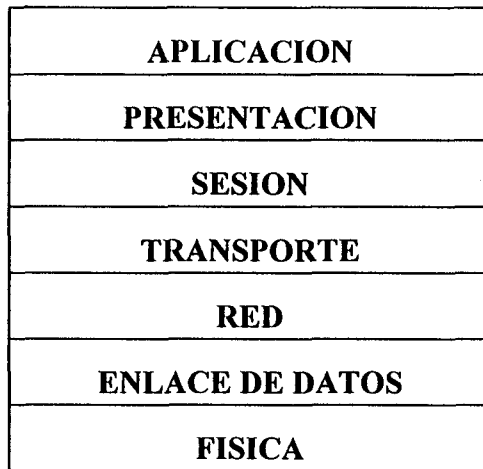 APLICACION
PRESENTACION
SESION
TRANSPORTE
RED
ENLACE DE DATOS
FISICA